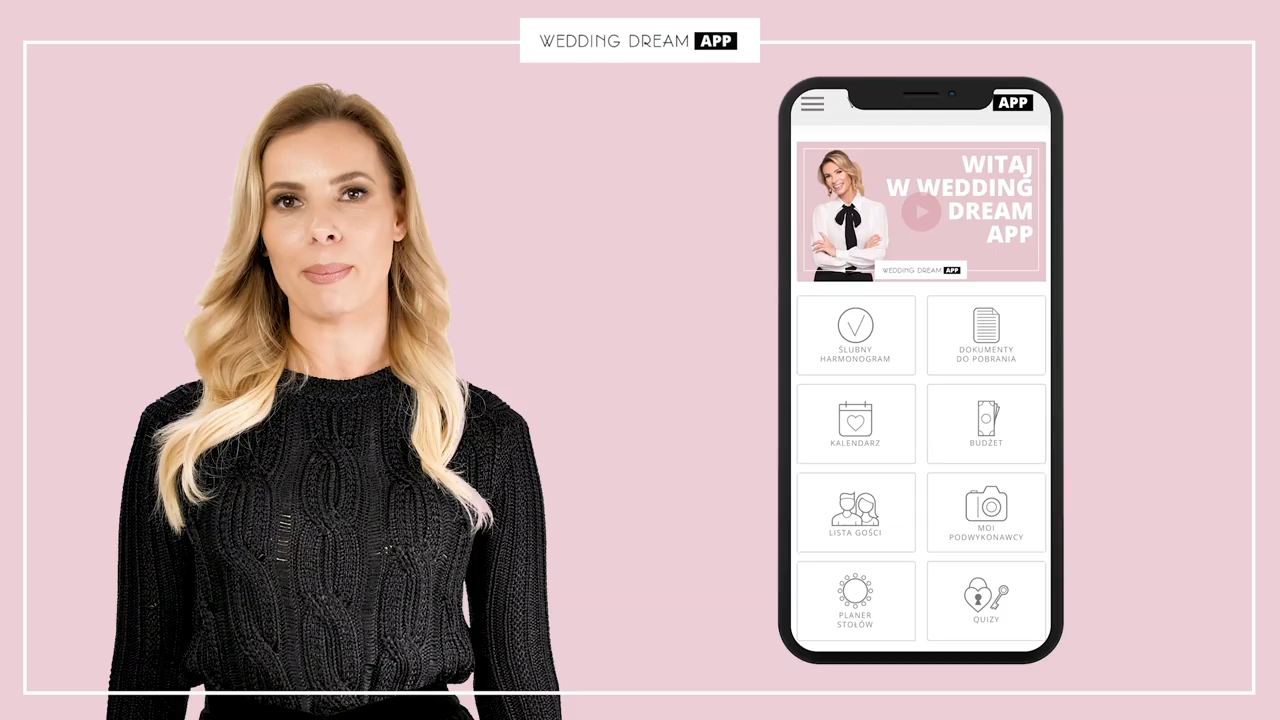 WEDDING DREAM APP
APP
WITAJ
W WEDDING
DREAM
APP
WEDDING DREAM APP
ŚLUBNY
HARMONOGRAM
DOKUMENTY
DO POBRANIA
KALENDARZ
BUDŻET
LISTA GOŚCI
MOI
PODWYKONAWCY
PLANER
STOŁÓW
QUIZY